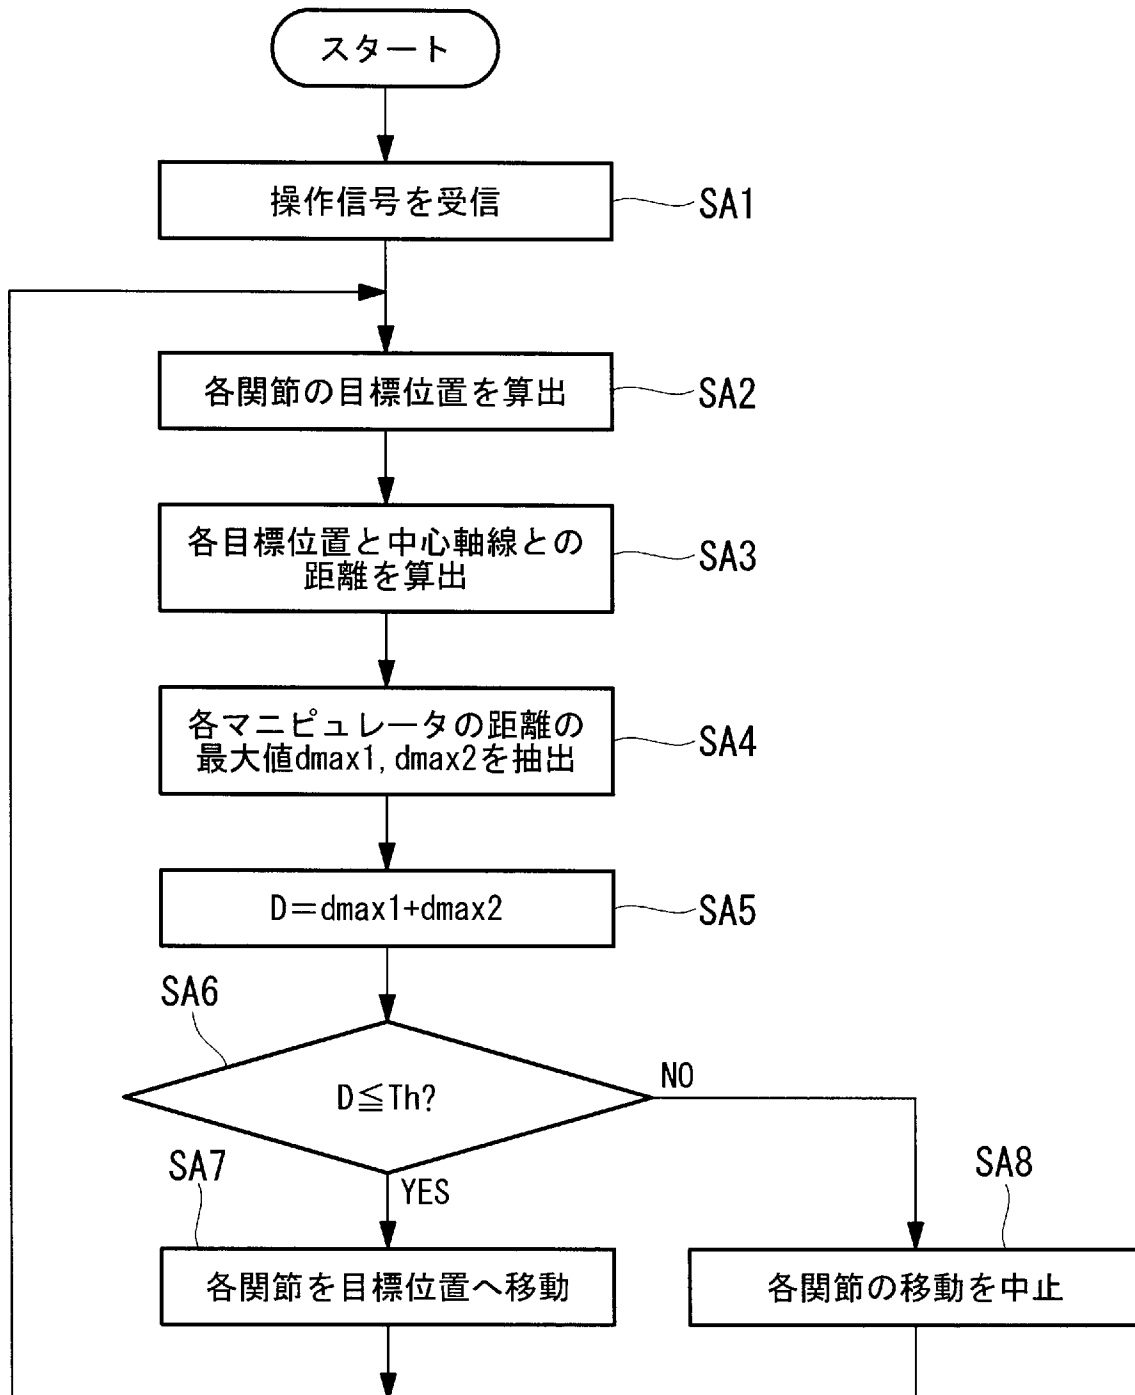 スタート
操作信号を受信
SA1
各関節の目標位置を算出
SA2
各目標位置と中心軸線との
距離を算出
SA3
各マニピュレータの距離の
最大値dmax1, dmax2を抽出
SA4
D＝dmax1+dmax2
SA5
SA6
D≦Th?
NO
YES
SA7
各関節を目標位置へ移動
SA8
各関節の移動を中止